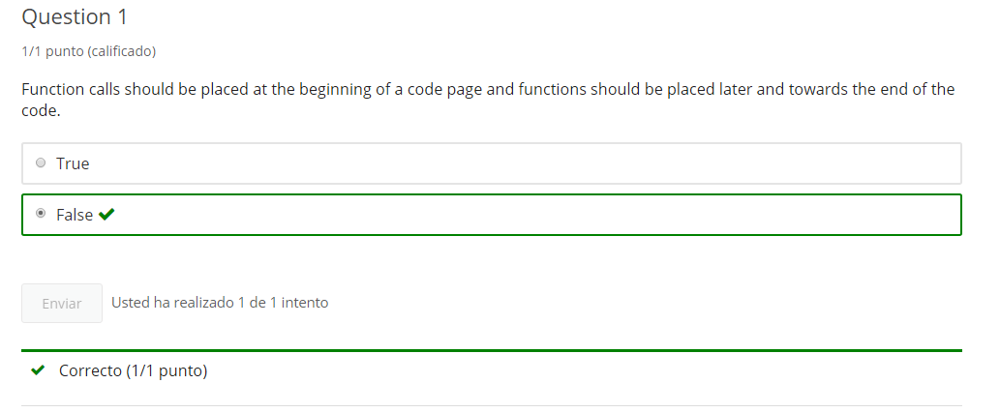 Question 1
1/1 punto (calificado)
Function calls should be placed at the beginning of a code page and functions should be placed later and towards the end of the
code.
True
False
Enviar Usted ha realizado 1 de 1 intento
Correcto (1/1 punto)